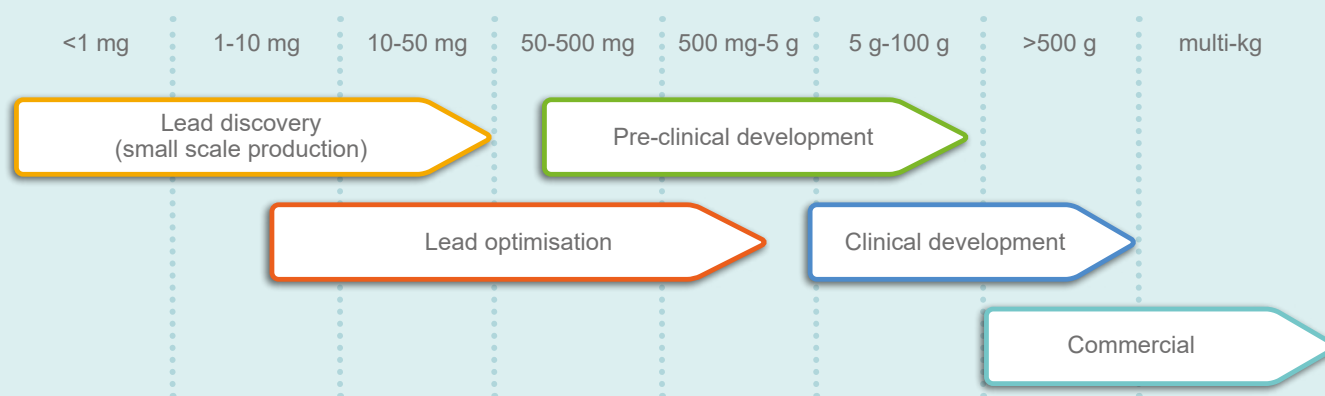 <1 mg
1-10 mg
10-50 mg
50-500 mg
500 mg-5 g
5 g-100 g
>500 g
multi-kg
Lead discovery
(small scale production)
Pre-clinical development
Lead optimisation
Clinical development
Commercial